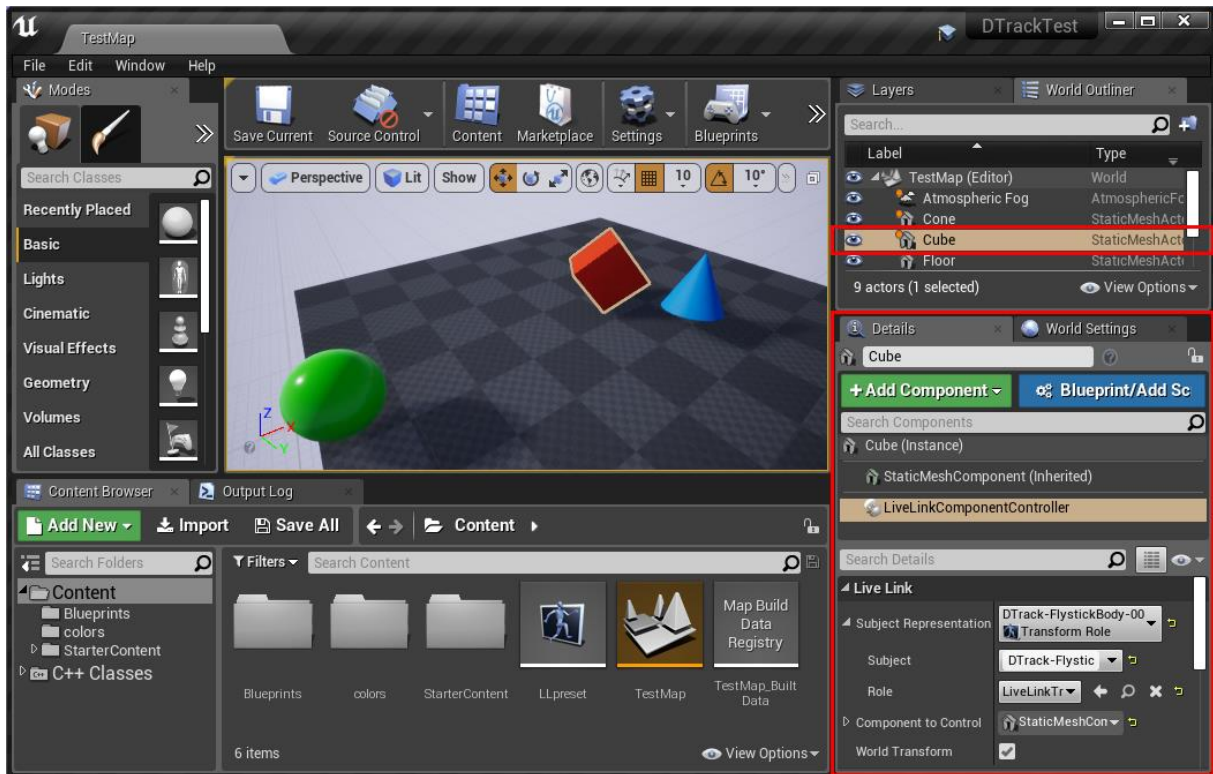 DTrackTest
TestMap
File Edit Window Help
Modes
Search Classes
Recently Placed
Basic
Lights
Cinematic
Visual Effects
Geometry
Volumes
All Classes
Save Current Source Control Content Marketplace Settings Blueprints
Perspective Lit Show 10 10°
Z
X
Y
Layers World Outliner
Search...
Label Type
TestMap (Editor) World
Atmospheric Fog AtmosphericFo
Cone StaticMeshActo
Cube StaticMeshActo
Floor StaticMeshActo
9 actors (1 selected) View Options
Details World Settings
Cube
+Add Component Blueprint/Add Sc
Search Components
Cube (Instance)
StaticMeshComponent (Inherited)
LiveLinkComponentController
Search Details
Live Link
Subject Representation DTrack-FlystickBody-00
Transform Role
Subject DTrack-Flystic
Role LiveLinkTr
Component to Control StaticMeshCon
World Transform
Content Browser Output Log
Add New Import Save All Content
Search Folders
Content
Blueprints
colors
StarterContent
C++ Classes
Filters Search Content
Map Build
Data
Registry
Blueprints colors StarterContent LLpreset TestMap TestMap_Built
Data
6 items View Options